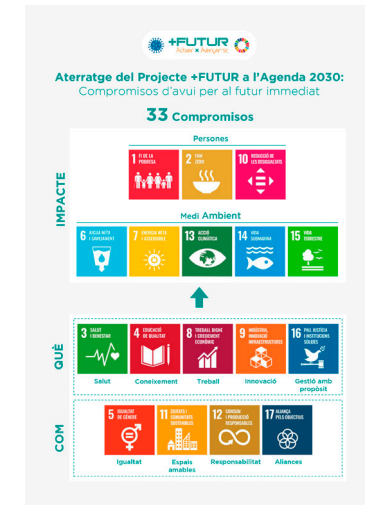 +FUTUR
Actuar x Avançar
Aterratge del Projecte +FUTUR a l'Agenda 2030:
Compromisos d'avui per al futur immediat
33 Compromisos
IMPACTE
Persones
1 FI DE LA POBRESA
2 FAM ZERO
10 REDUCCIÓ DE LES DESIGUALTATS
Medi Ambient
6 AIGUA NETA I SANEJAMENT
7 ENERGIA NETA I ASSEQUIBLE
13 ACCIÓ CLIMÀTICA
14 VIDA SUBMARINA
15 VIDA TERRESTRE
QUÈ
3 SALUT I BENESTAR
4 EDUCACIÓ DE QUALITAT
8 TREBALL DIGNE I CREIXEMENT ECONÒMIC
9 INDÚSTRIA, INNOVACIÓ INFRAESTRUCTURES
16 PAU, JUSTÍCIA I INSTITUCIONS SÒLIDES
Salut
Coneixement
Treball
Innovació
Gestió amb
propòsit
COM
5 IGUALTAT DE GÈNERE
11 CIUTATS I COMUNITATS SOSTENIBLES
12 CONSUM I PRODUCCIÓ RESPONSABLES
17 ALIANÇA PELS OBJECTIUS
Igualtat
Espais
amables
Responsabilitat
Aliances